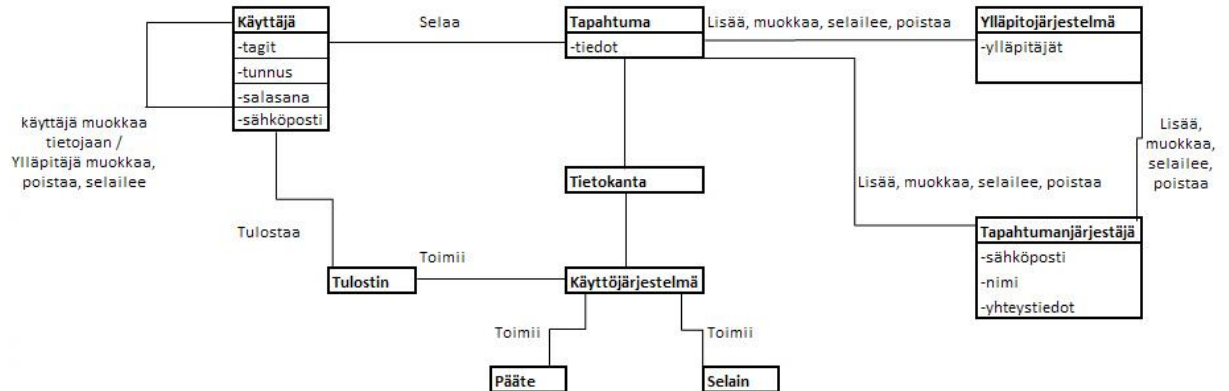 Käyttäjä
-tagit
-tunnus
-salasana
-sähköposti
Selaa
Tapahtuma
-tiedot
Lisää, muokkaa, selailee, poistaa
Ylläpitojärjestelmä
-ylläpitäjät
käyttäjä muokkaa
tietojaan /
Ylläpitäjä muokkaa,
poistaa, selailee
Lisää,
muokkaa,
selailee,
poistaa
Tietokanta
Lisää, muokkaa, selailee, poistaa
Tapahtumanjärjestäjä
-sähköposti
-nimi
-yhteystiedot
Tulostaa
Toimii
Tulostin
Käyttöjärjestelmä
Toimii
Toimii
Pääte
Selain